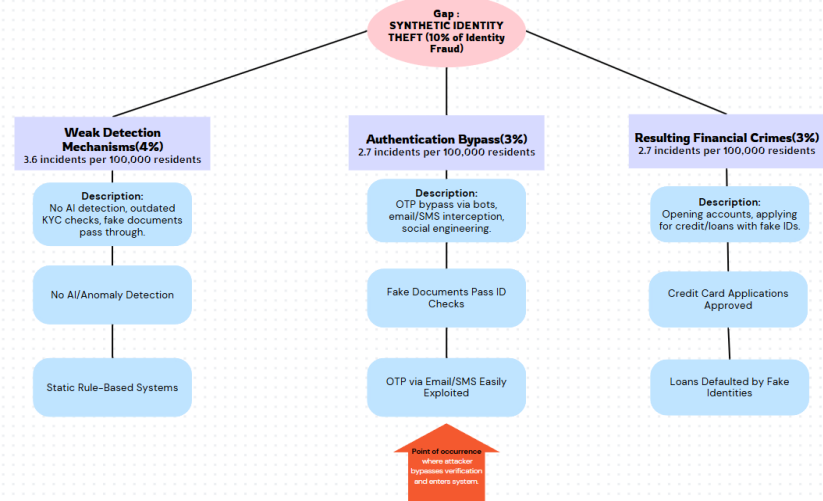 Gap :
SYNTHETIC IDENTITY
THEFT (10% of Identity
Fraud)
Weak Detection
Mechanisms(4%)
3.6 incidents per 100,000 residents
Description:
No AI detection, outdated
KYC checks, fake documents
pass through.
No AI/Anomaly Detection
Static Rule-Based Systems
Authentication Bypass(3%)
2.7 incidents per 100,000 residents
Description:
OTP bypass via bots,
email/SMS interception,
social engineering.
Fake Documents Pass ID
Checks
OTP via Email/SMS Easily
Exploited
Point of occurrence
where attacker
bypasses verification
and enters system.
Resulting Financial Crimes(3%)
2.7 incidents per 100,000 residents
Description:
Opening accounts, applying
for credit/loans with fake IDs.
Credit Card Applications
Approved
Loans Defaulted by Fake
Identities